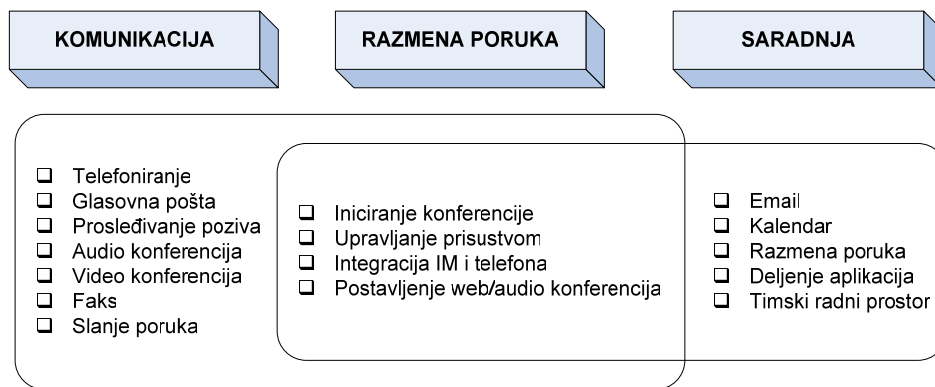 KOMUNIKACIJA
RAZMENA PORUKA
SARADNJA
Telefoniranje
Glasovna pošta
Prosleđivanje poziva
Audio konferencija
Video konferencija
Faks
Slanje poruka
Iniciranje konferencije
Upravljanje prisustvom
Integracija IM i telefona
Postavljenje web/audio konferencija
Email
Kalendar
Razmena poruka
Deljenje aplikacija
Timski radni prostor